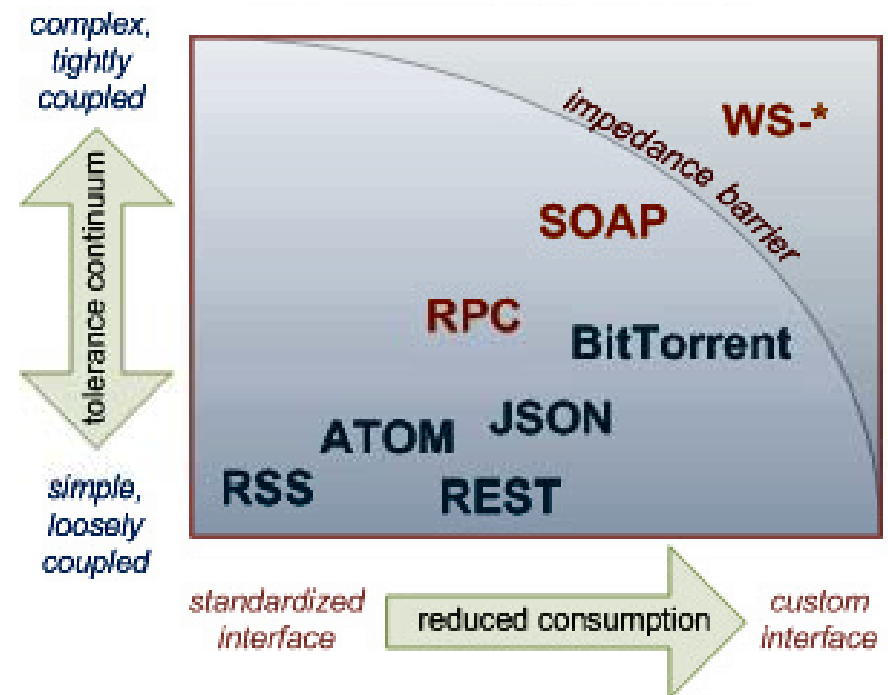 complex,
tightly
coupled
tolerance continuum
simple,
loosely
coupled
impedance barrier
WS-*
SOAP
RPC
BitTorrent
JSON
ATOM
RSS
REST
standardized
interface
reduced consumption
custom
interface